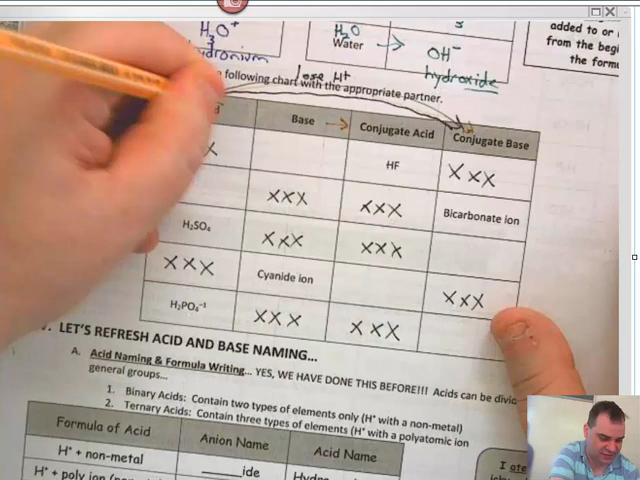 H₃O⁺
hydronium
H₂O
Water → OH⁻
hydroxide
added to or
from the begi
the formu
lose H⁺
following chart with the appropriate partner.
Base → Conjugate Acid Conjugate Base
X HF XXX
XXX XXX Bicarbonate ion
H₂SO₄ XXX XXX
XXX Cyanide ion XXX
H₂PO₄⁻¹ XXX XXX
LET'S REFRESH ACID AND BASE NAMING...
A. Acid Naming & Formula Writing... YES, WE HAVE DONE THIS BEFORE!!! Acids can be divid
general groups...
1. Binary Acids: Contain two types of elements only (H⁺ with a non-metal)
2. Ternary Acids: Contain three types of elements (H⁺ with a polyatomic ion
Formula of Acid Anion Name Acid Name
H⁺ + non-metal _____ide Hydro
H⁺ + poly ion
I ate